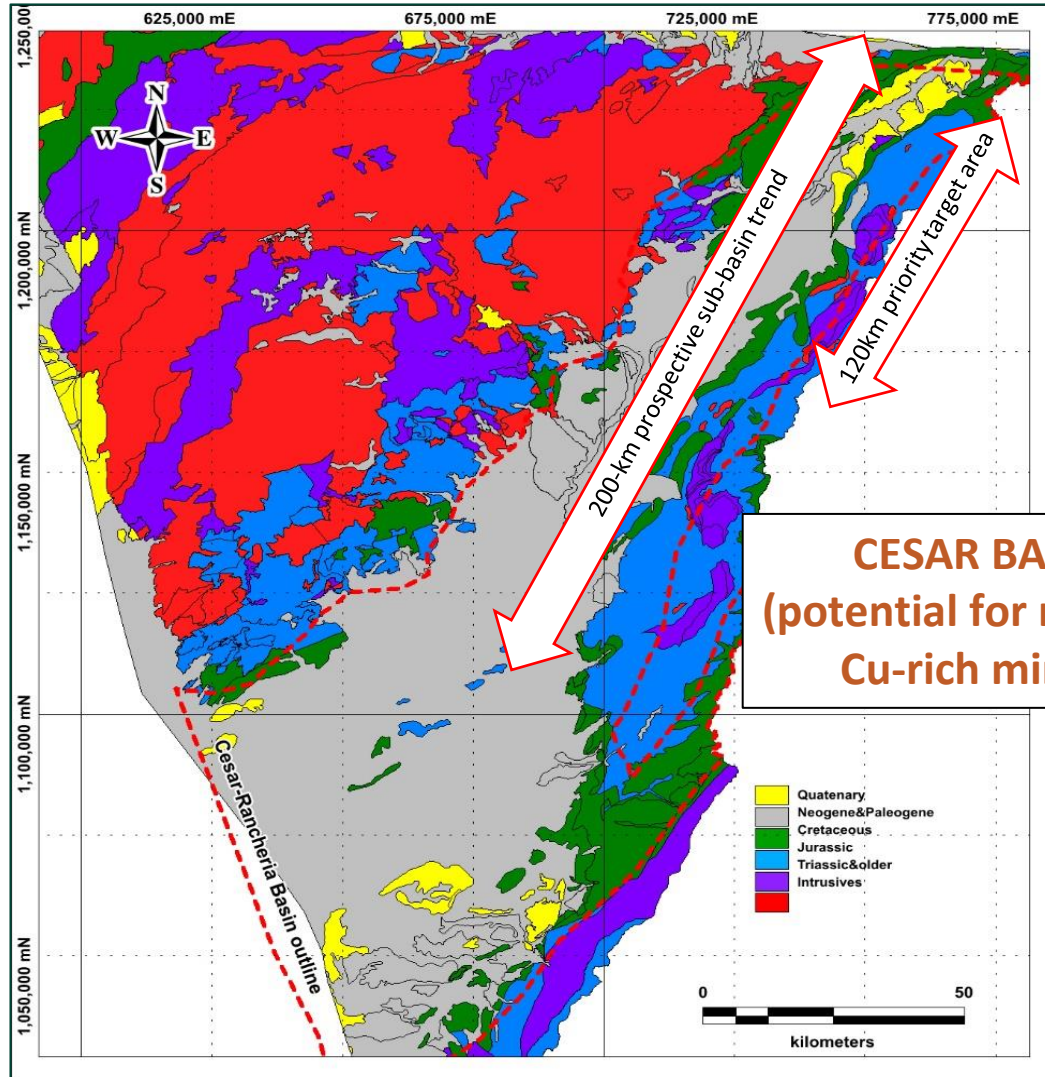 625,000 mE
675,000 mE
725,000 mE
775,000 mE
1,250,000 mN
N
W E
S
200-km prospective sub-basin trend
120km priority target area
1,200,000 mN
1,150,000 mN
CESAR BA
(potential for
Cu-rich
1,100,000 mN
Cesar-Rancheria Basin outline
Quatenary
Neogene&Paleogene
Cretaceous
Jurassic
Triassic&older
Intrusives
1,050,000 mN
0 50
kilometers